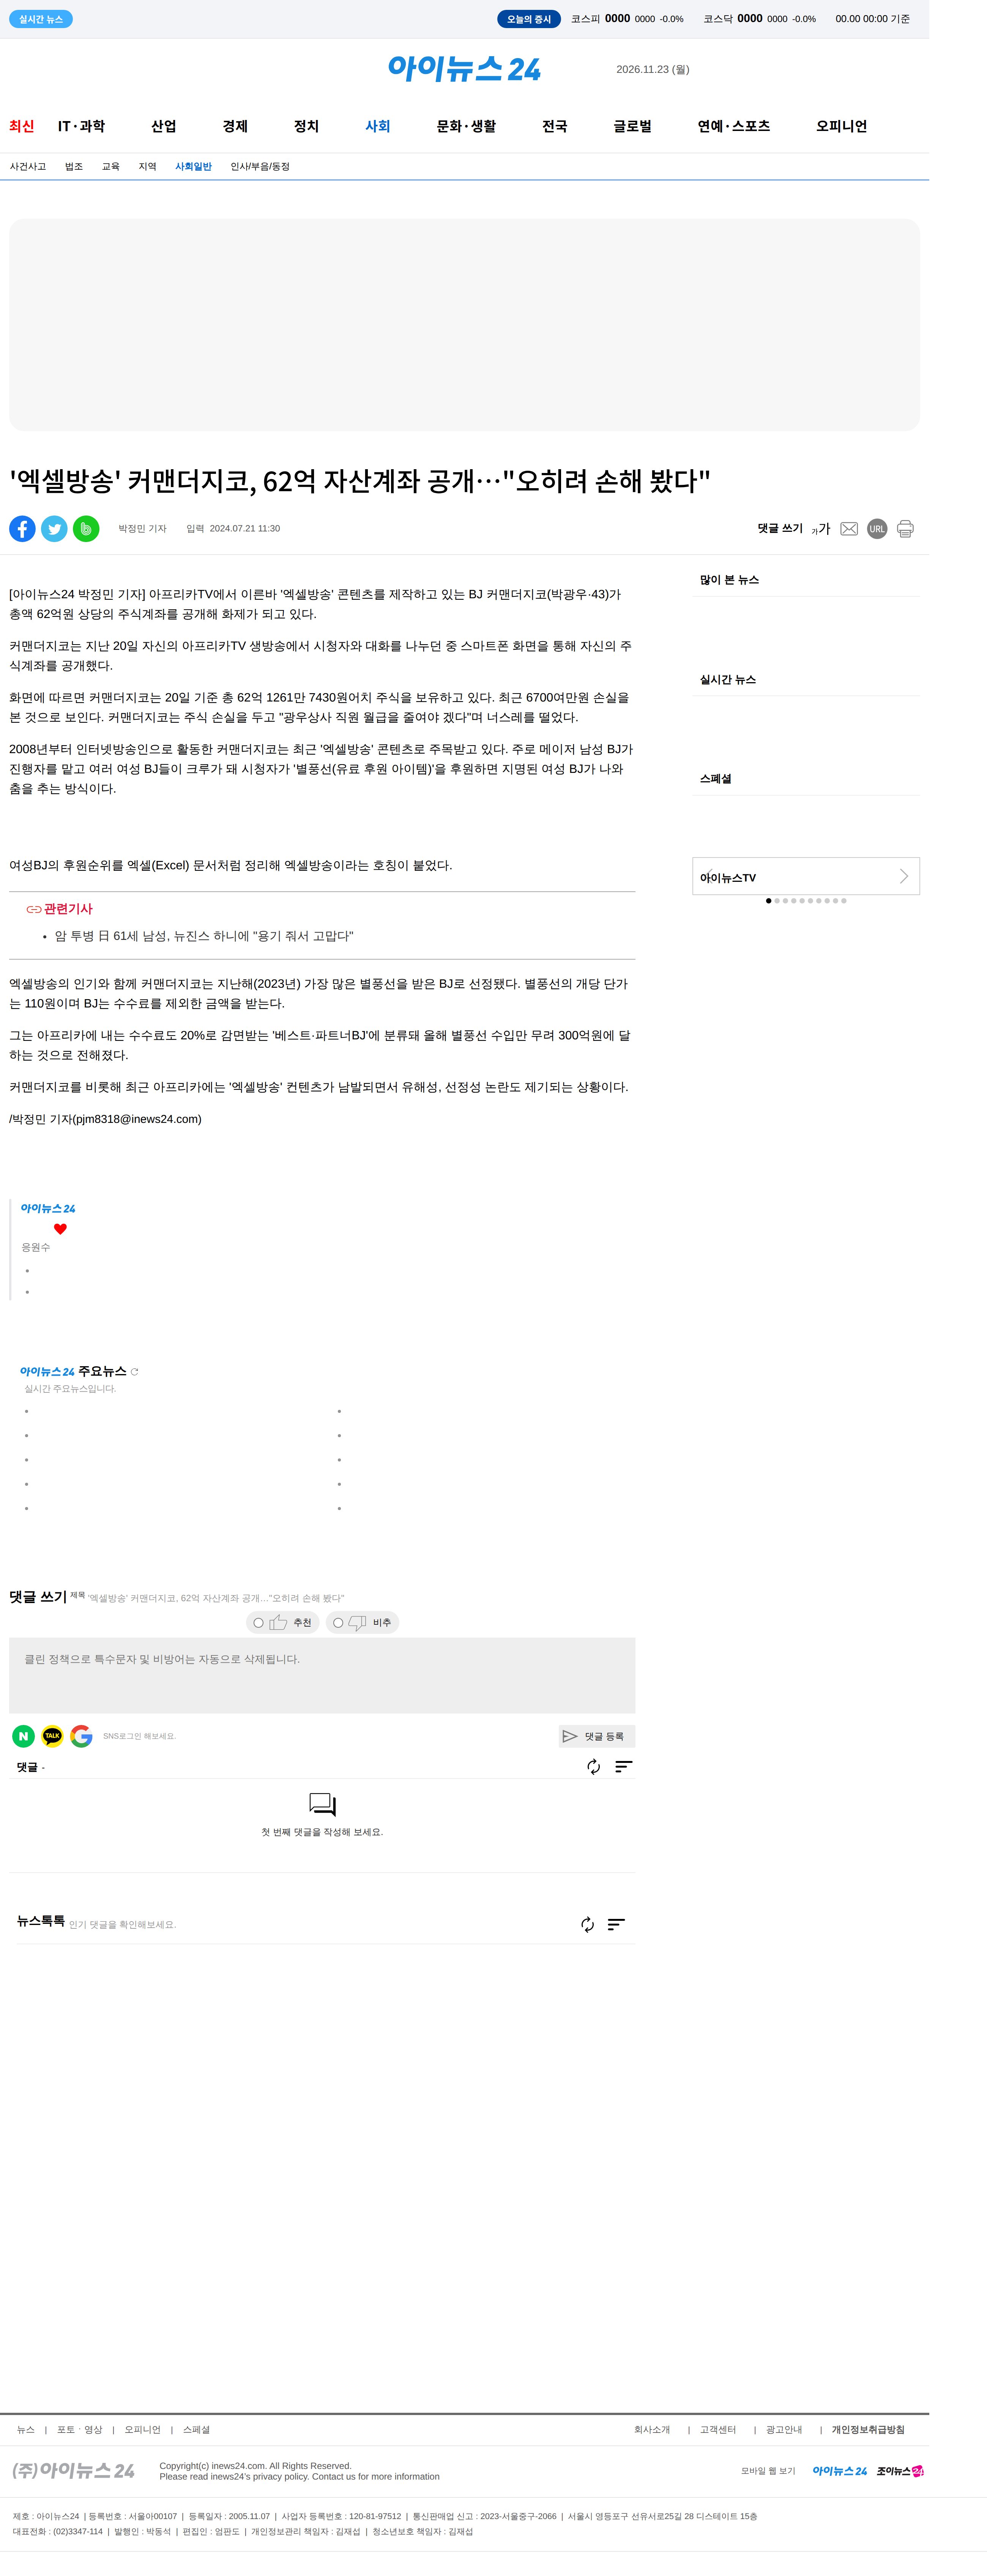 실시간 뉴스
오늘의 증시 코스피 0000 0000 -0.0% 코스닥 0000 0000 -0.0% 00.00 00:00 기준
아이뉴스24
2026.11.23 (월)
최신 IT·과학 산업 경제 정치 사회 문화·생활 전국 글로벌 연예·스포츠 오피니언
사건사고 법조 교육 지역 사회일반 인사/부음/동정
'엑셀방송' 커맨더지코, 62억 자산계좌 공개…"오히려 손해 봤다"
박정민 기자 입력 2024.07.21 11:30
댓글 쓰기 가가 URL
[아이뉴스24 박정민 기자] 아프리카TV에서 이른바 '엑셀방송' 콘텐츠를 제작하고 있는 BJ 커맨더지코(박광우·43)가
총액 62억원 상당의 주식계좌를 공개해 화제가 되고 있다.
커맨더지코는 지난 20일 자신의 아프리카TV 생방송에서 시청자와 대화를 나누던 중 스마트폰 화면을 통해 자신의 주
식계좌를 공개했다.
화면에 따르면 커맨더지코는 20일 기준 총 62억 1261만 7430원어치 주식을 보유하고 있다. 최근 6700여만원 손실을
본 것으로 보인다. 커맨더지코는 주식 손실을 두고 "광우상사 직원 월급을 줄여야 겠다"며 너스레를 떨었다.
2008년부터 인터넷방송인으로 활동한 커맨더지코는 최근 '엑셀방송' 콘텐츠로 주목받고 있다. 주로 메이저 남성 BJ가
진행자를 맡고 여러 여성 BJ들이 크루가 돼 시청자가 '별풍선(유료 후원 아이템)'을 후원하면 지명된 여성 BJ가 나와
춤을 추는 방식이다.
여성BJ의 후원순위를 엑셀(Excel) 문서처럼 정리해 엑셀방송이라는 호칭이 붙었다.
관련기사
암 투병 日 61세 남성, 뉴진스 하니에 "용기 줘서 고맙다"
엑셀방송의 인기와 함께 커맨더지코는 지난해(2023년) 가장 많은 별풍선을 받은 BJ로 선정됐다. 별풍선의 개당 단가
는 110원이며 BJ는 수수료를 제외한 금액을 받는다.
그는 아프리카에 내는 수수료도 20%로 감면받는 '베스트·파트너BJ'에 분류돼 올해 별풍선 수입만 무려 300억원에 달
하는 것으로 전해졌다.
커맨더지코를 비롯해 최근 아프리카에는 '엑셀방송' 컨텐츠가 남발되면서 유해성, 선정성 논란도 제기되는 상황이다.
/박정민 기자(pjm8318@inews24.com)
많이 본 뉴스
실시간 뉴스
스폐셜
아이뉴스TV
아이뉴스24
응원수
아이뉴스24 주요뉴스
실시간 주요뉴스입니다.
댓글 쓰기 제목 '엑셀방송' 커맨더지코, 62억 자산계좌 공개…"오히려 손해 봤다"
추천 비추
클린 정책으로 특수문자 및 비방어는 자동으로 삭제됩니다.
N TALK G SNS로그인 해보세요. 댓글 등록
댓글 -
첫 번째 댓글을 작성해 보세요.
뉴스톡톡 인기 댓글을 확인해보세요.
뉴스 | 포토ㆍ영상 | 오피니언 | 스페셜
회사소개 | 고객센터 | 광고안내 | 개인정보취급방침
(주)아이뉴스24
Copyright(c) inews24.com. All Rights Reserved.
Please read inews24's privacy policy. Contact us for more information
모바일 웹 보기 아이뉴스24 조이뉴스24
제호 : 아이뉴스24 | 등록번호 : 서울아00107 | 등록일자 : 2005.11.07 | 사업자 등록번호 : 120-81-97512 | 통신판매업 신고 : 2023-서울중구-2066 | 서울시 영등포구 선유서로25길 28 디스테이트 15층
대표전화 : (02)3347-114 | 발행인 : 박동석 | 편집인 : 엄판도 | 개인정보관리 책임자 : 김재섭 | 청소년보호 책임자 : 김재섭